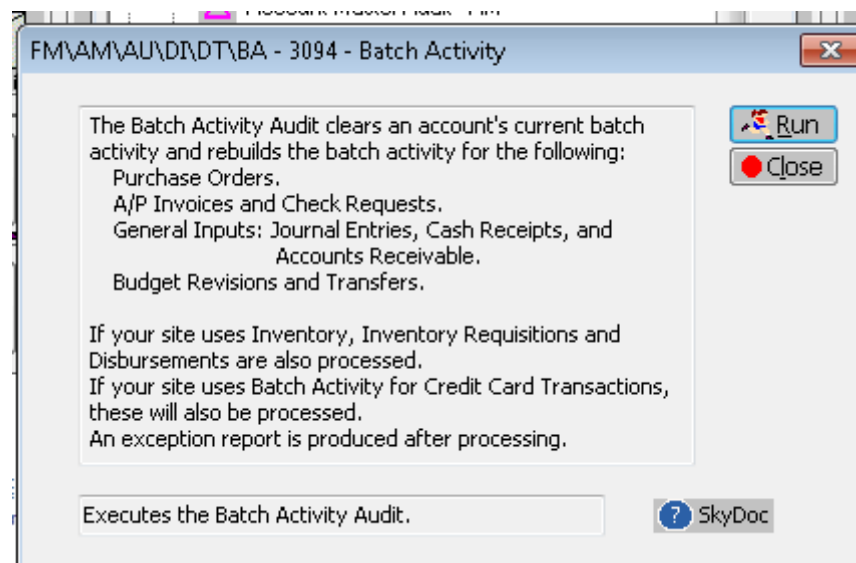 FM\AM\AU\DI\DT\BA - 3094 - Batch Activity
The Batch Activity Audit clears an account's current batch
activity and rebuilds the batch activity for the following:
Purchase Orders.
A/P Invoices and Check Requests.
General Inputs: Journal Entries, Cash Receipts, and
Accounts Receivable.
Budget Revisions and Transfers.
If your site uses Inventory, Inventory Requisitions and
Disbursements are also processed.
If your site uses Batch Activity for Credit Card Transactions,
these will also be processed.
An exception report is produced after processing.
Run
Close
Executes the Batch Activity Audit.
? SkyDoc